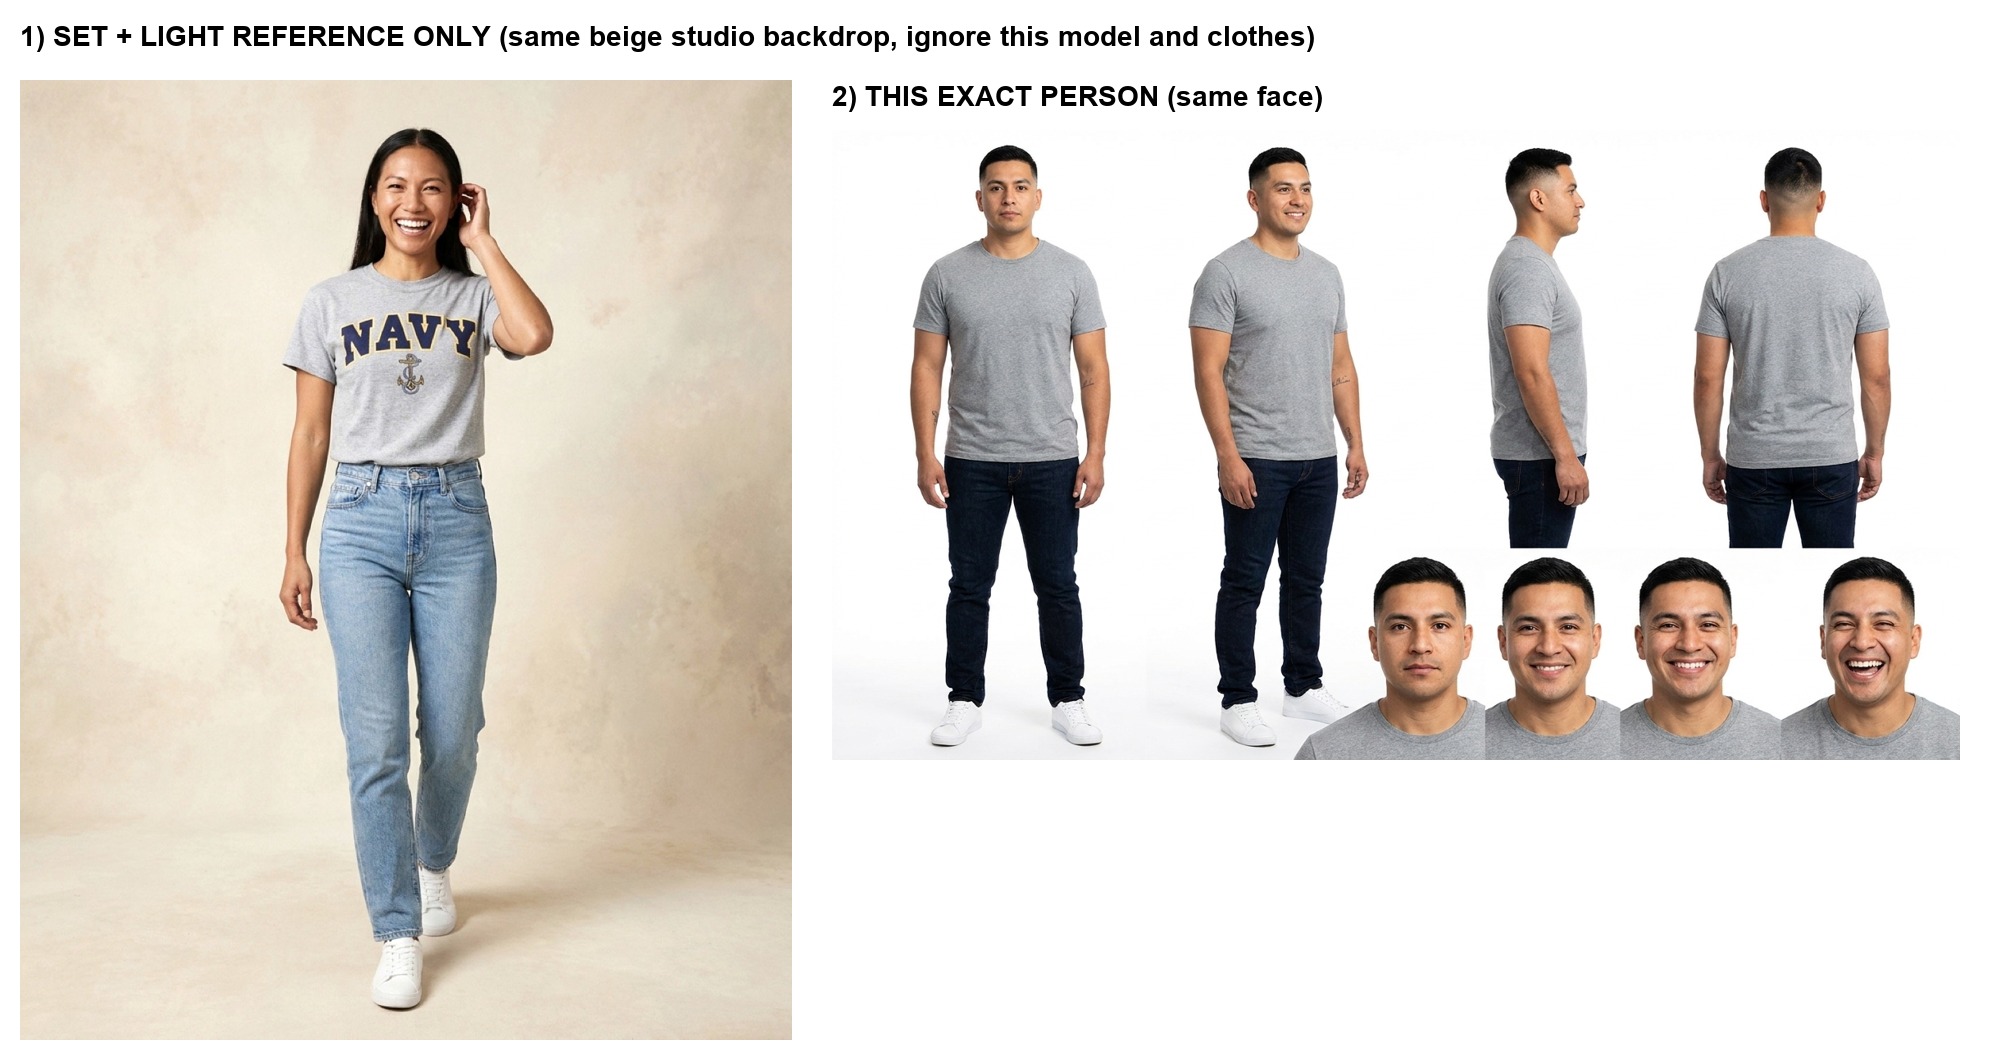 1) SET + LIGHT REFERENCE ONLY (same beige studio backdrop, ignore this model and clothes)
2) THIS EXACT PERSON (same face)
NAVY